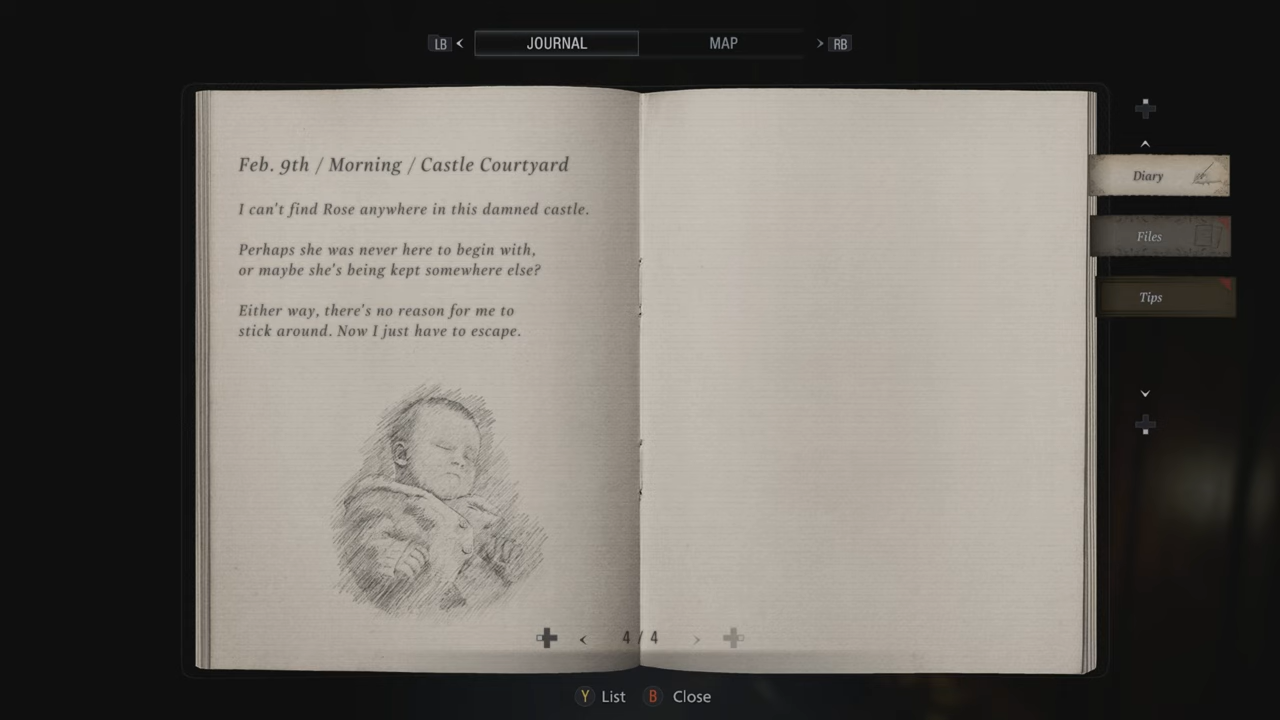 LB < JOURNAL MAP > RB
Feb. 9th / Morning / Castle Courtyard
I can't find Rose anywhere in this damned castle.
Perhaps she was never here to begin with,
or maybe she's being kept somewhere else?
Either way, there's no reason for me to
stick around. Now I just have to escape.
Diary
Files
Tips
< 4 / 4 >
Y List B Close